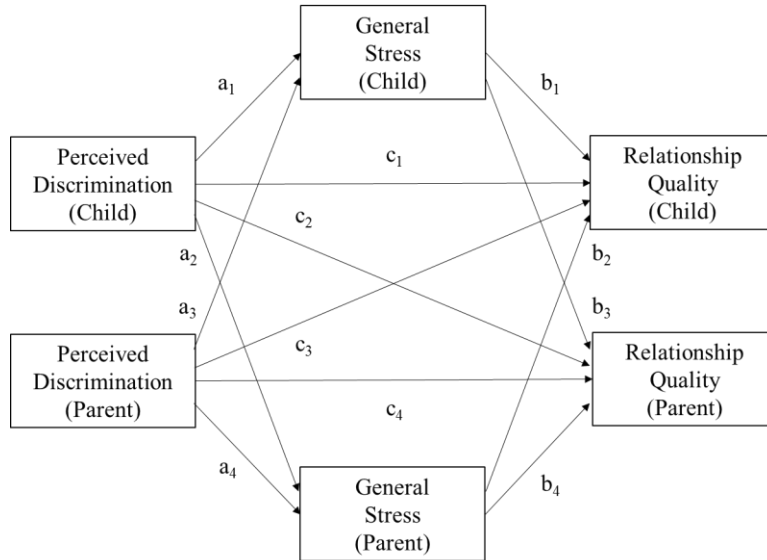 General
Stress
(Child)
a₁
b₁
Perceived
Discrimination
(Child)
c₁
Relationship
Quality
(Child)
c₂
a₂
b₂
a₃
b₃
Perceived
Discrimination
(Parent)
c₃
Relationship
Quality
(Parent)
c₄
a₄
b₄
General
Stress
(Parent)